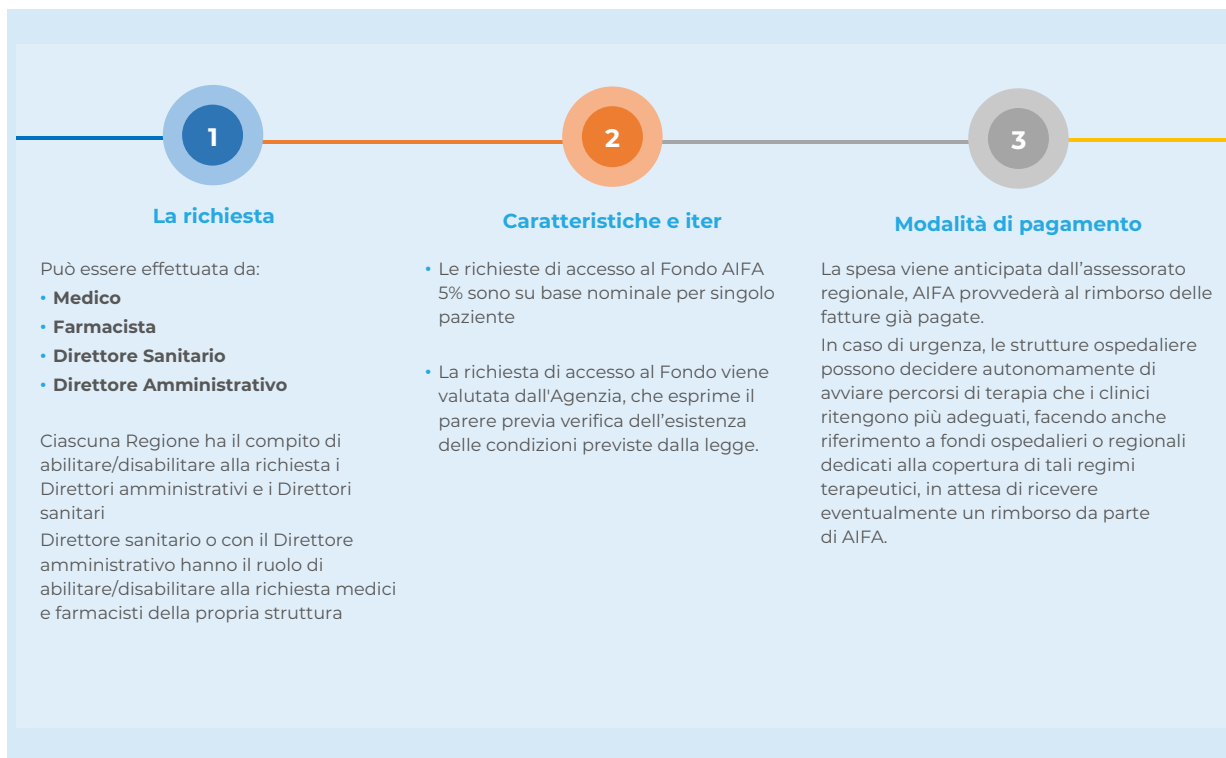 1
La richiesta
Può essere effettuata da:
• Medico
• Farmacista
• Direttore Sanitario
• Direttore Amministrativo
Ciascuna Regione ha il compito di
abilitare/disabilitare alla richiesta i
Direttori amministrativi e i Direttori
sanitari
Direttore sanitario o con il Direttore
amministrativo hanno il ruolo di
abilitare/disabilitare alla richiesta medici
e farmacisti della propria struttura
2
Caratteristiche e iter
• Le richieste di accesso al Fondo AIFA
5% sono su base nominale per singolo
paziente
• La richiesta di accesso al Fondo viene
valutata dall'Agenzia, che esprime il
parere previa verifica dell’esistenza
delle condizioni previste dalla legge.
3
Modalità di pagamento
La spesa viene anticipata dall’assessorato
regionale, AIFA provvederà al rimborso delle
fatture già pagate.
In caso di urgenza, le strutture ospedaliere
possono decidere autonomamente di
avviare percorsi di terapia che i clinici
ritengono più adeguati, facendo anche
riferimento a fondi ospedalieri o regionali
dedicati alla copertura di tali regimi
terapeutici, in attesa di ricevere
eventualmente un rimborso da parte
di AIFA.